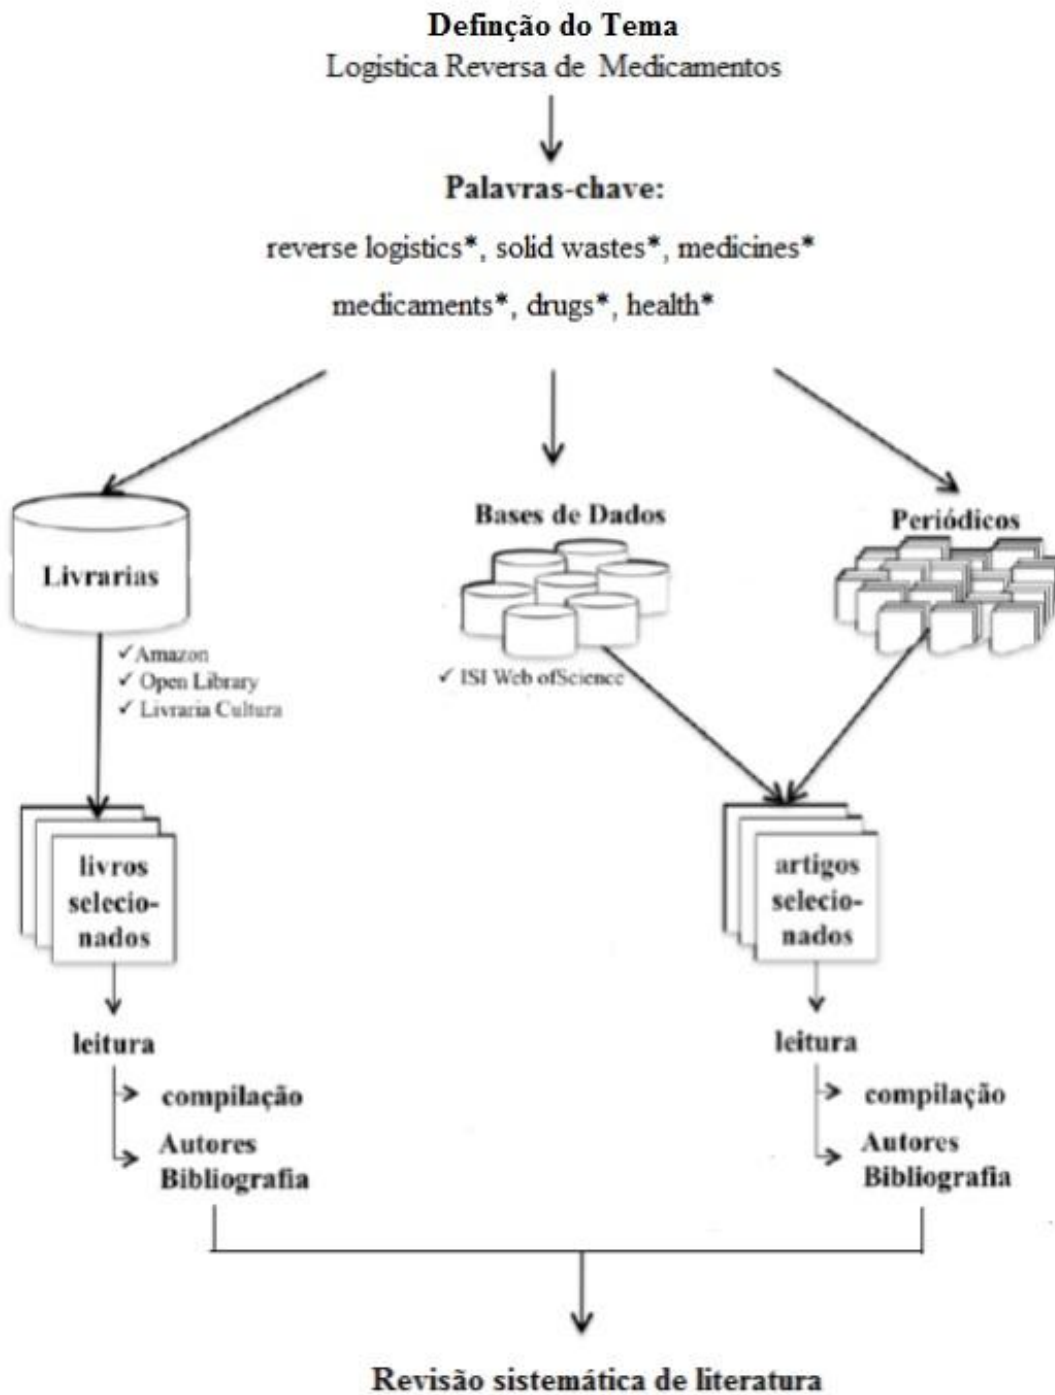 Definção do Tema
Logistica Reversa de Medicamentos
Palavras-chave:
reverse logistics*, solid wastes*, medicines*
medicaments*, drugs*, health*
Livrarias
✓Amazon
✓ Open Library
✓ Livraria Cultura
Bases de Dados
✓ ISI Web ofScience
Periódicos
livros
selecio-
nados
leitura
compilação
Autores
Bibliografia
artigos
selecio-
nados
leitura
compilação
Autores
Bibliografia
Revisão sistemática de literatura